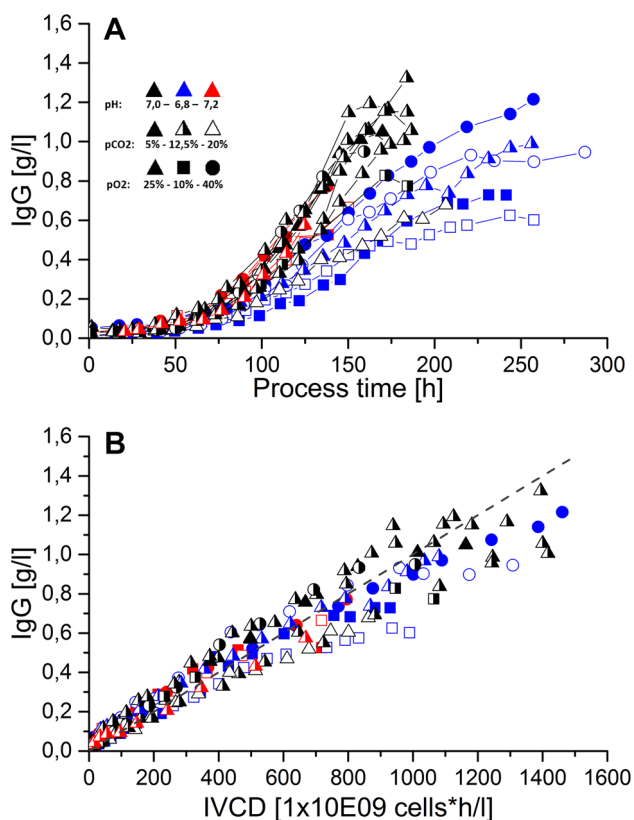 A
1,6
1,4
1,2
1,0
0,8
0,6
0,4
0,2
0,0
IgG [g/l]
pH: 7,0 – 6,8 – 7,2
pCO2: 5% - 12,5% - 20%
pO2: 25% - 10% - 40%
0 50 100 150 200 250 300
Process time [h]
B
1,6
1,4
1,2
1,0
0,8
0,6
0,4
0,2
0,0
IgG [g/l]
0 200 400 600 800 1000 1200 1400 1600
IVCD [1x10E09 cells*h/l]